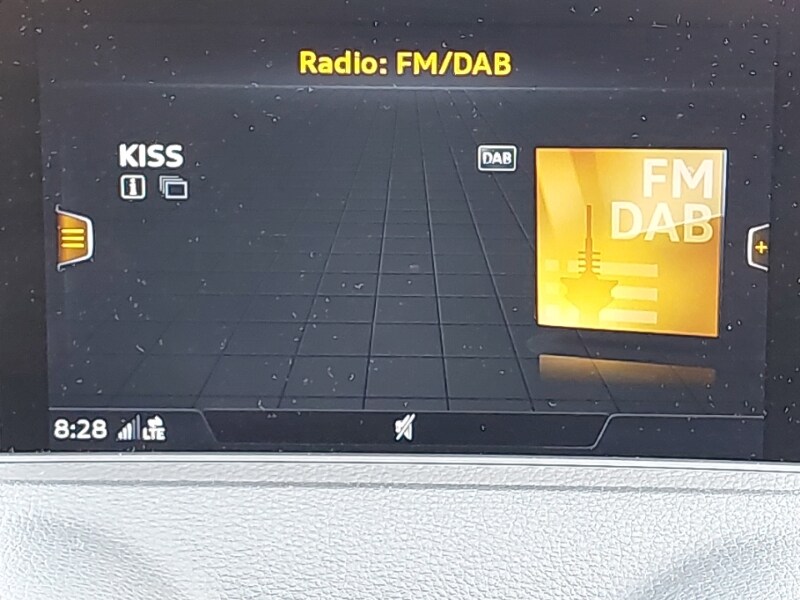 Radio: FM/DAB
KISS
DAB
FM
DAB
8:28 LTE